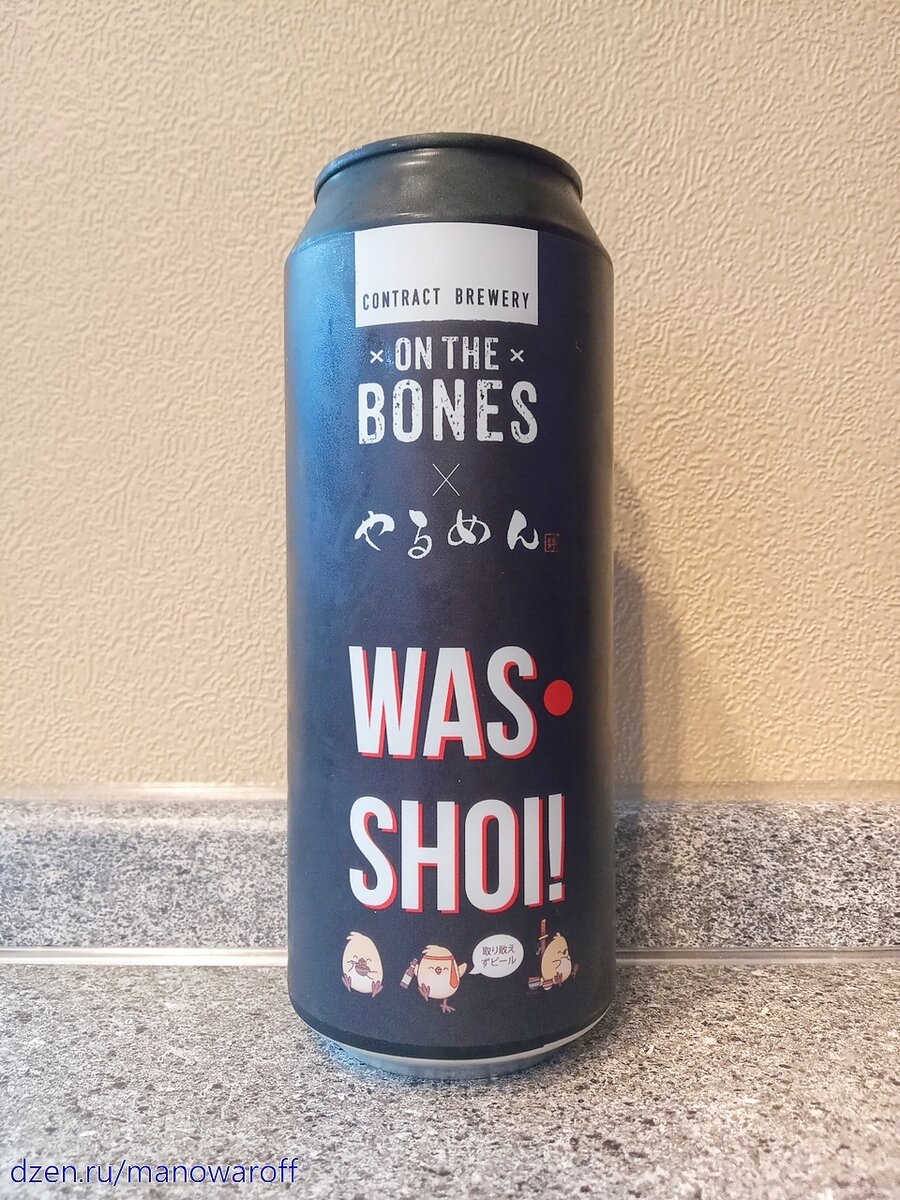 CONTRACT BREWERY
× ON THE ×
BONES
×
やるめん
WAS•
SHOI!
取り敢え
ずビール
dzen.ru/manowaroff